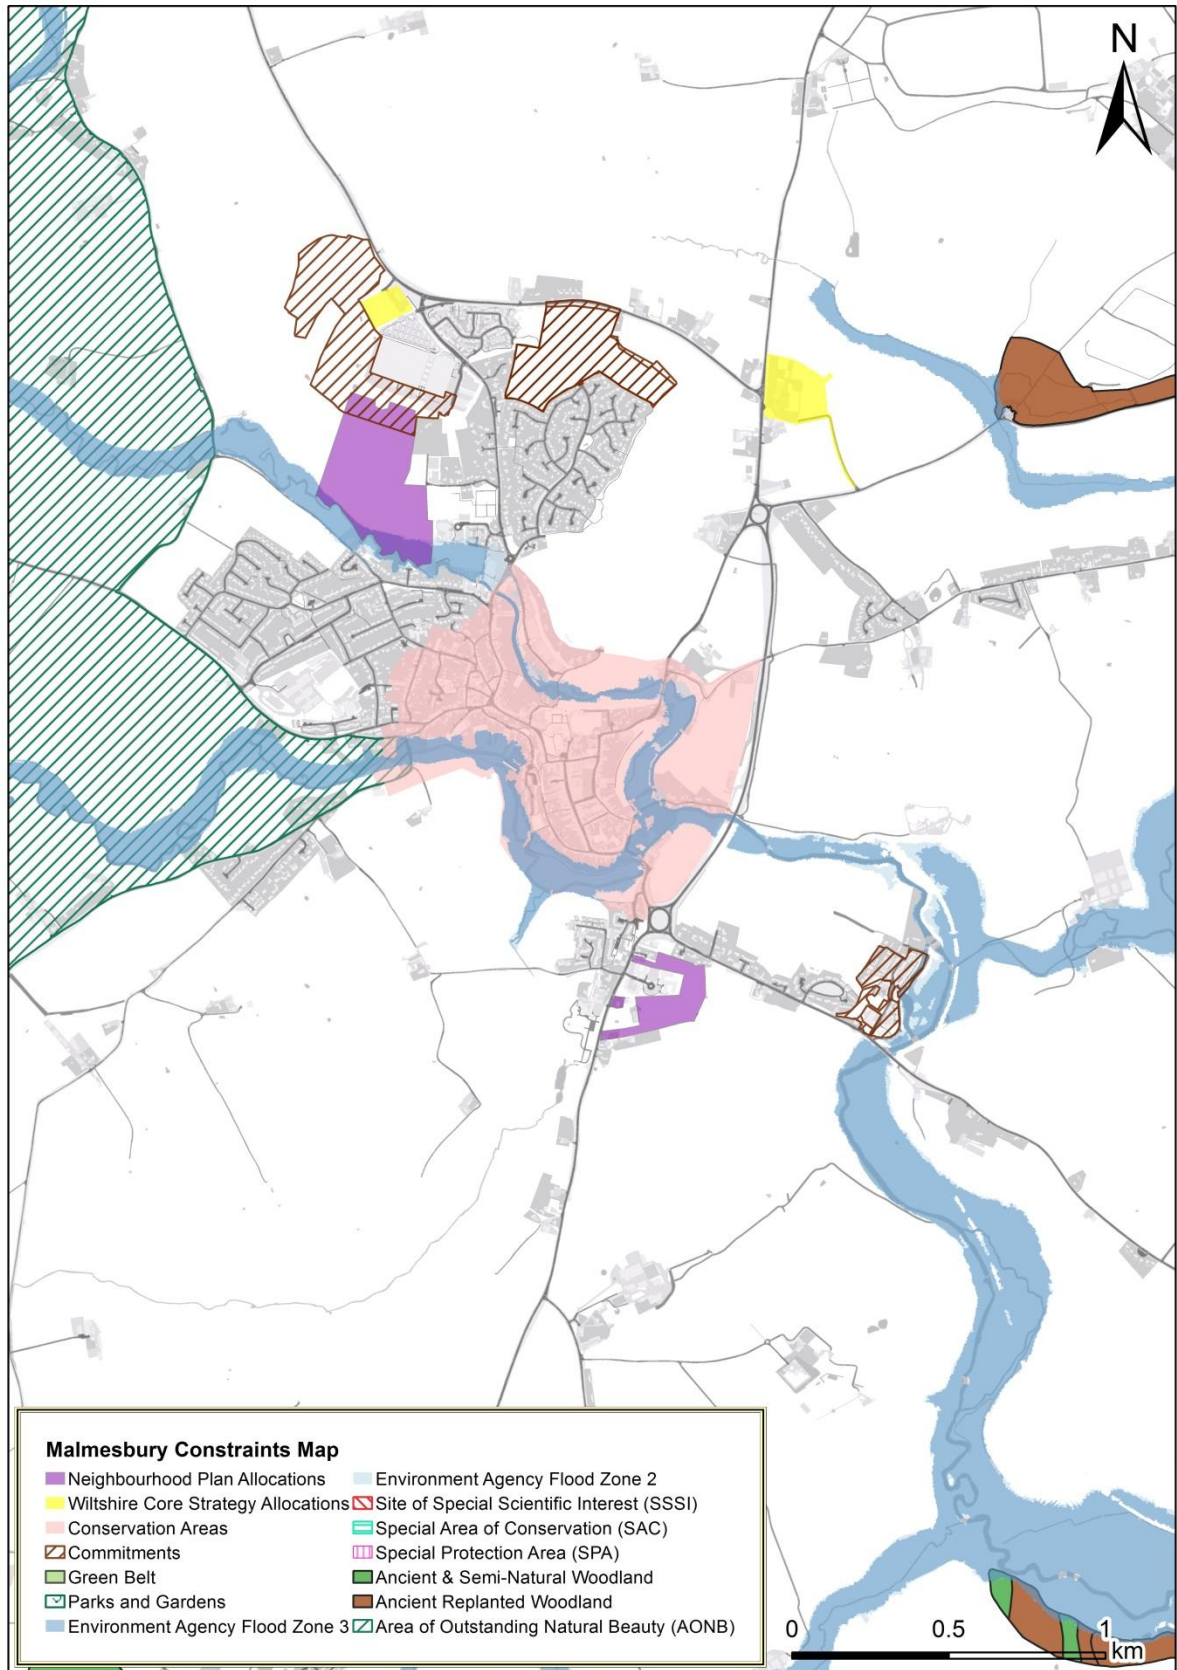 N
Malmesbury Constraints Map
Neighbourhood Plan Allocations
Wiltshire Core Strategy Allocations
Conservation Areas
Commitments
Green Belt
Parks and Gardens
Environment Agency Flood Zone 3
Environment Agency Flood Zone 2
Site of Special Scientific Interest (SSSI)
Special Area of Conservation (SAC)
Special Protection Area (SPA)
Ancient & Semi-Natural Woodland
Ancient Replanted Woodland
Area of Outstanding Natural Beauty (AONB)
0 0.5 1
km